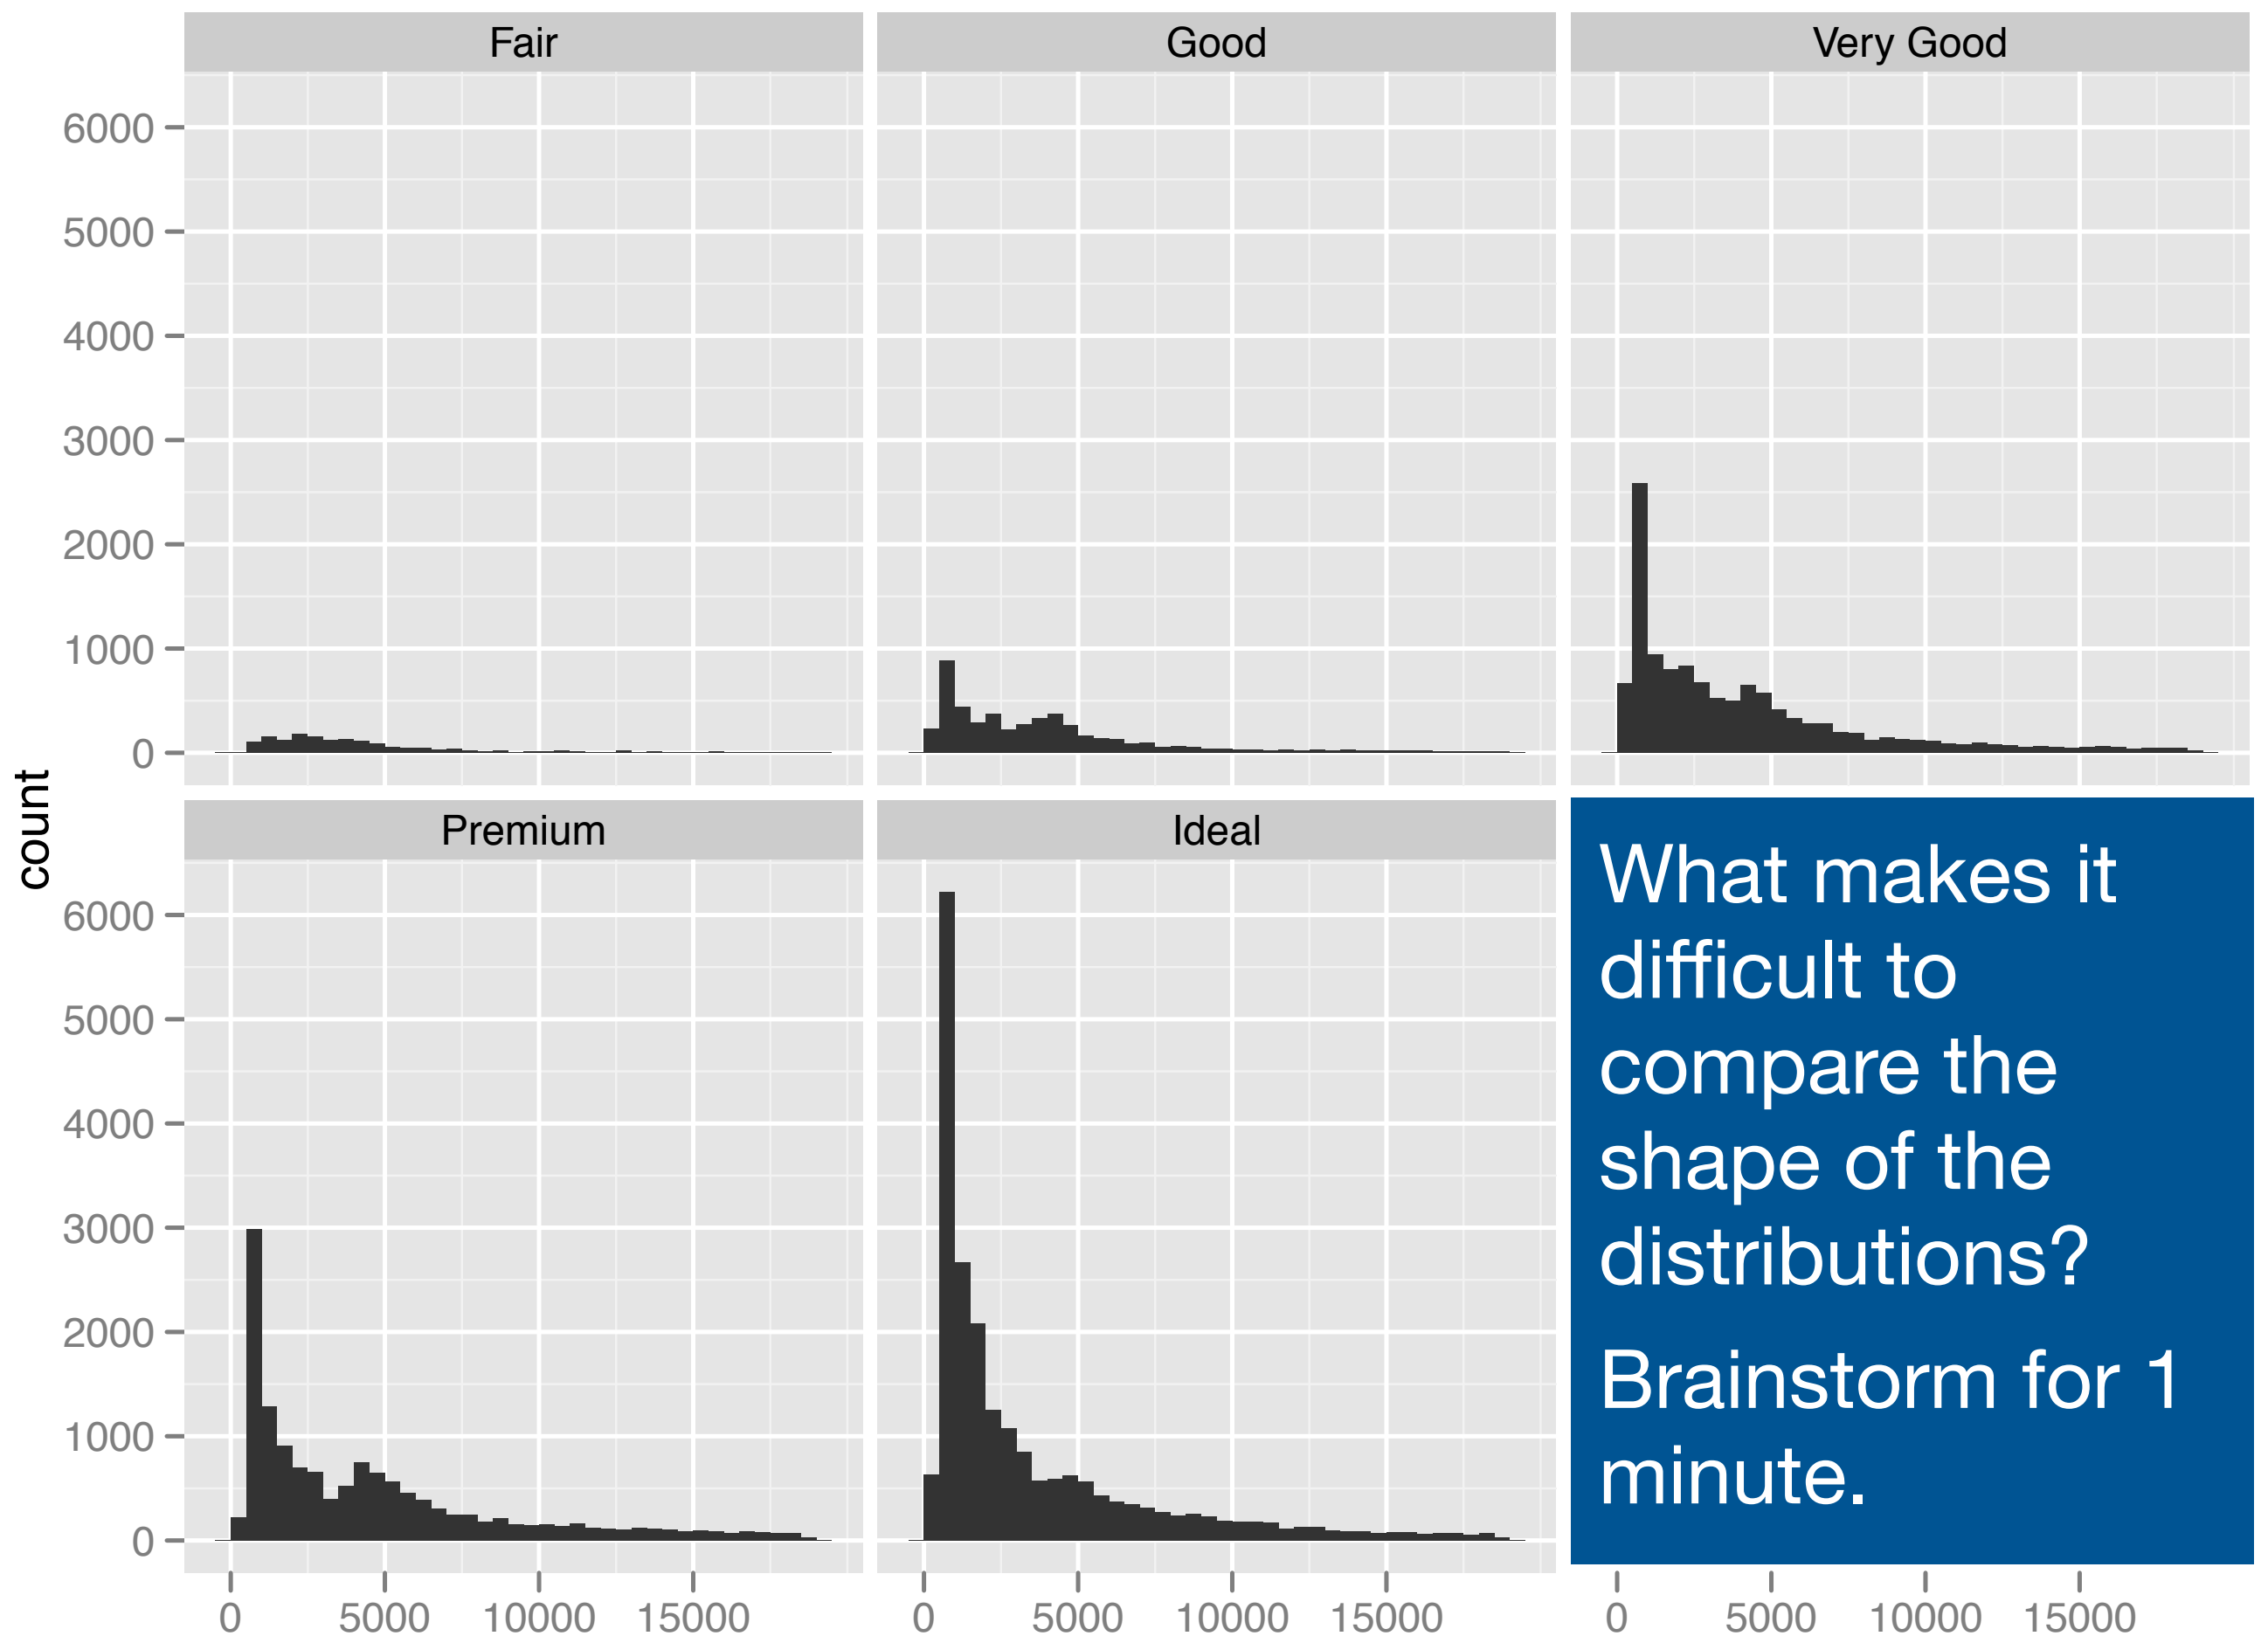 Fair
Good
Very Good
6000
5000
4000
3000
2000
1000
0
count
Premium
Ideal
6000
5000
4000
3000
2000
1000
0
0 5000 10000 15000
0 5000 10000 15000
0 5000 10000 15000
What makes it
difficult to
compare the
shape of the
distributions?
Brainstorm for 1
minute.